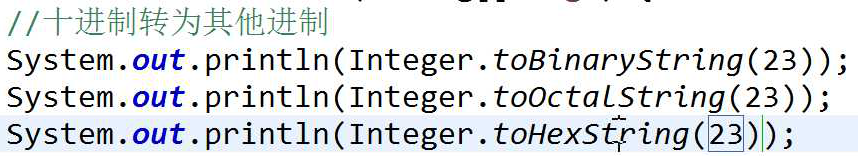 //十进制转为其他进制
System.out.println(Integer.toBinaryString(23));
System.out.println(Integer.toOctalString(23));
System.out.println(Integer.toHexString(23));